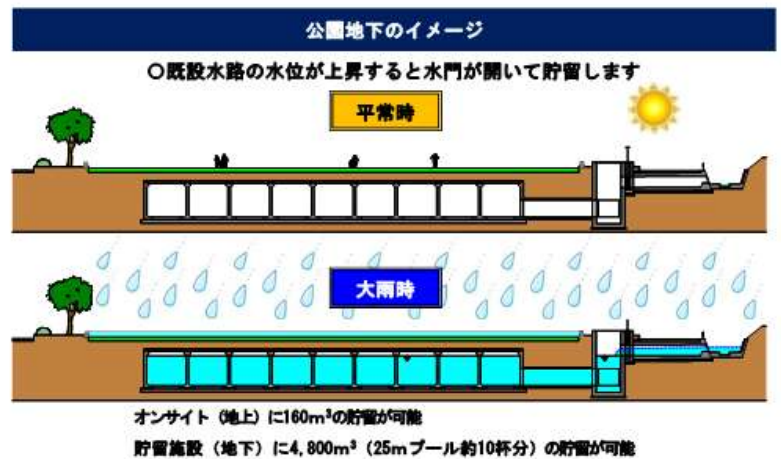 公園地下のイメージ
○既設水路の水位が上昇すると水門が開いて貯留します
平常時
大雨時
オンサイト（地上）に160m³の貯留が可能
貯留施設（地下）に4,800m³（25mプール約10杯分）の貯留が可能